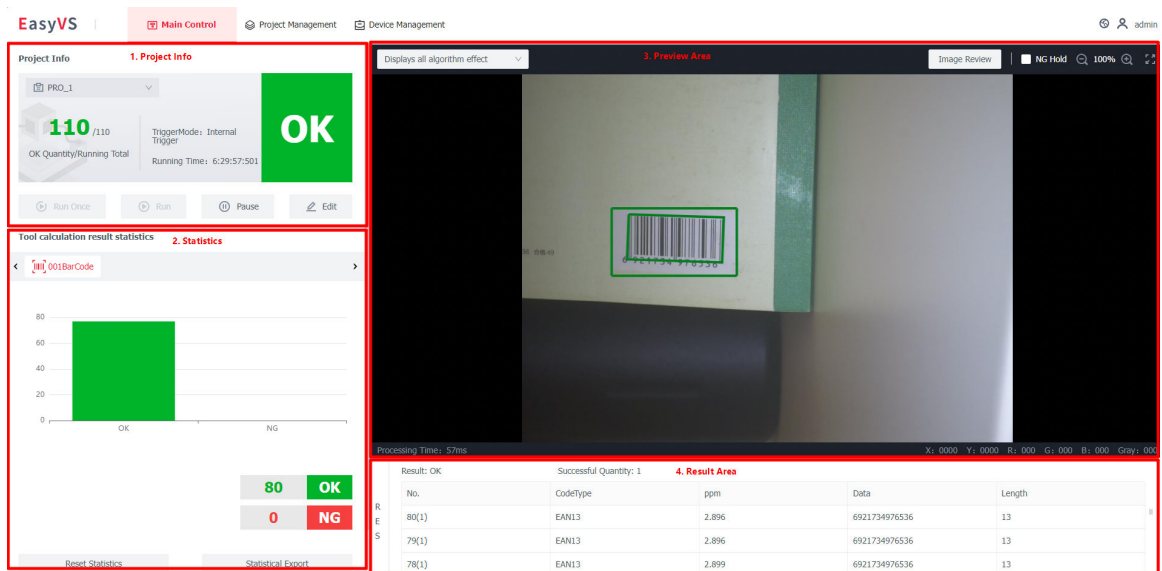 EasyVS
Main Control
Project Management
Device Management
admin
Project Info
1. Project Info
PRO_1
110 /110
OK Quantity/Running Total
TriggerMode: Internal
Trigger
Running Time: 6:29:57:501
OK
Run Once
Run
Pause
Edit
Tool calculation result statistics
2. Statistics
001BarCode
80
60
40
20
0
OK
NG
80 OK
0 NG
Reset Statistics
Statistical Export
Displays all algorithm effect
3. Preview Area
Image Review
NG Hold
100%
6 921734 976536
Processing Time: 57ms
X: 0000 Y: 0000 R: 000 G: 000 B: 000 Gray: 000
Result: OK
Successful Quantity: 1
4. Result Area
R
E
S
No. CodeType ppm Data Length
80(1) EAN13 2.896 6921734976536 13
79(1) EAN13 2.896 6921734976536 13
78(1) EAN13 2.899 6921734976536 13